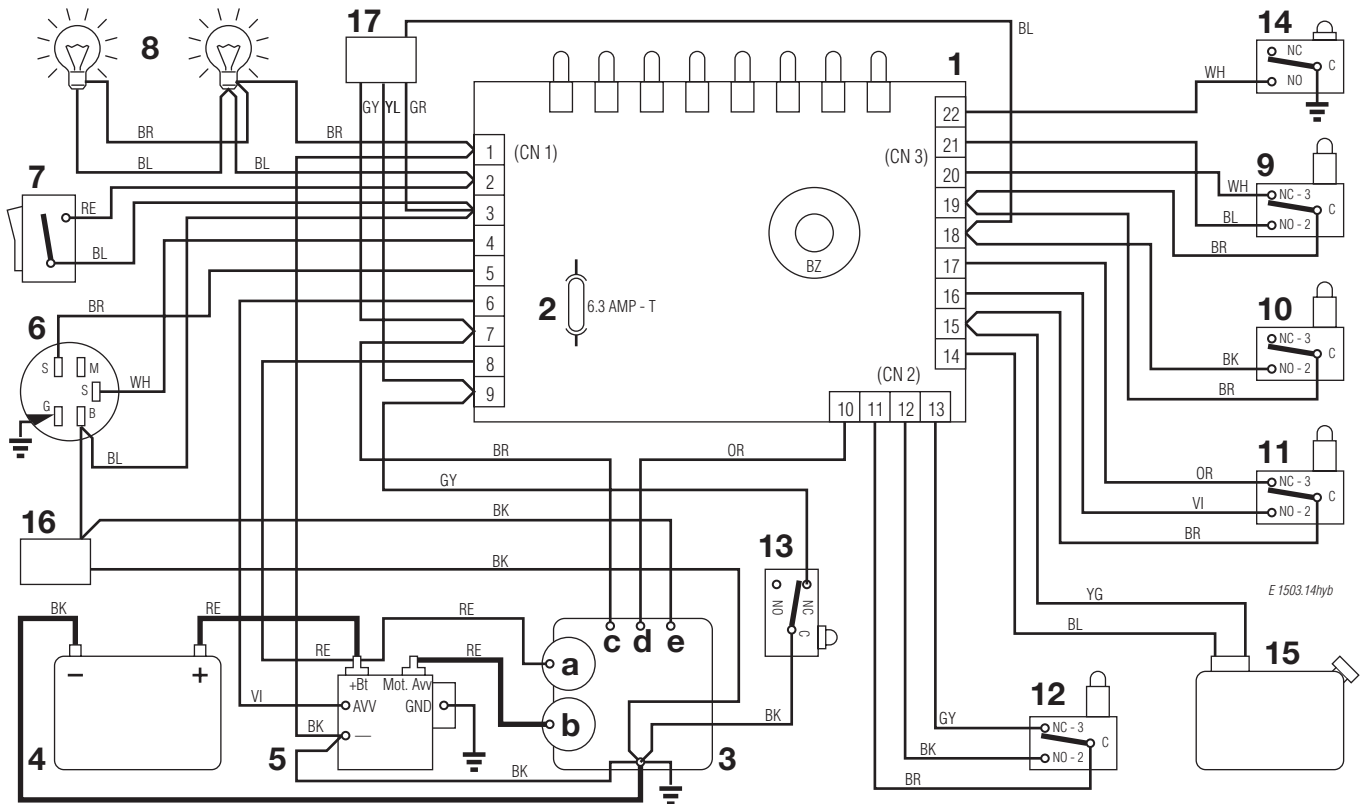 8
17
1
14
BL
NC
C
NO
WH
GY YL GR
BR
BR
BL
BL
1 (CN 1)
2
3
4
5
6
7
8
9
22
21
(CN 3)
20
19
18
17
16
15
14
(CN 2)
10 11 12 13
BZ
2 6.3 AMP - T
7
RE
BL
9
WH
NC - 3
C
BL
NO - 2
BR
6
BR
S
M
S
WH
G
B
BL
10
NC - 3
C
BK
NO - 2
BR
11
OR
NC - 3
C
VI
NO - 2
BR
BR
OR
GY
16
BK
BK
13
NO
NC
C
E 1503.14hyb
YG
BL
15
BK
RE
RE
RE
RE
c d e
a
b
3
– +
4
+Bt Mot. Avv
VI
AVV
GND
BK
—
5
BK
BK
12
GY
NC - 3
C
BK
NO - 2
BR